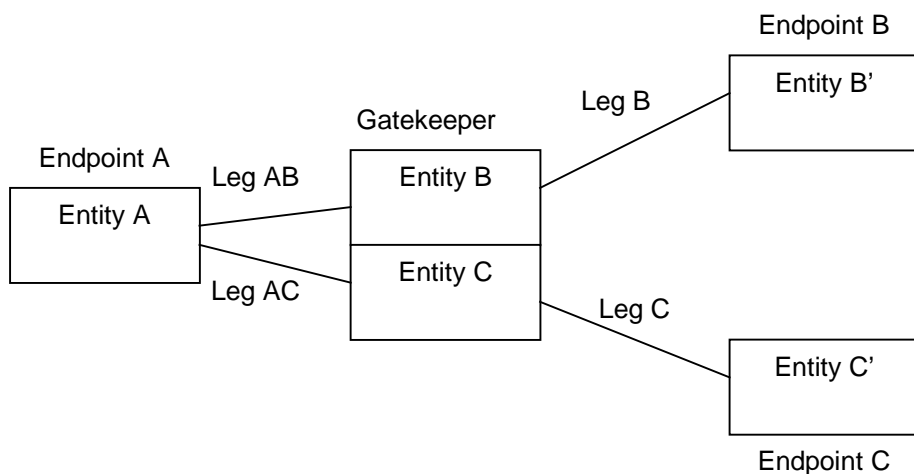 Endpoint B
Entity B’
Leg B
Gatekeeper
Endpoint A
Leg AB
Entity B
Entity A
Entity C
Leg AC
Leg C
Entity C’
Endpoint C